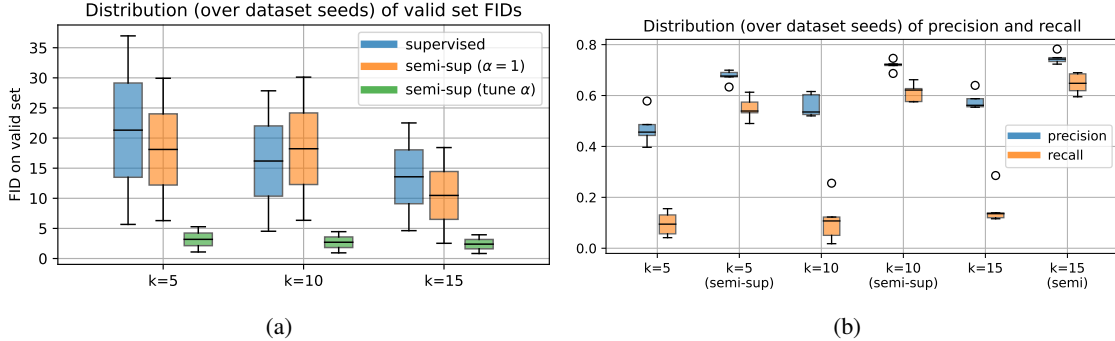 Distribution (over dataset seeds) of valid set FIDs
FID on valid set
35
30
25
20
15
10
5
0
supervised
semi-sup (α = 1)
semi-sup (tune α)
k=5
k=10
k=15
(a)
Distribution (over dataset seeds) of precision and recall
0.8
0.6
0.4
0.2
0.0
precision
recall
k=5
k=5
(semi-sup)
k=10
k=10
(semi-sup)
k=15
k=15
(semi)
(b)